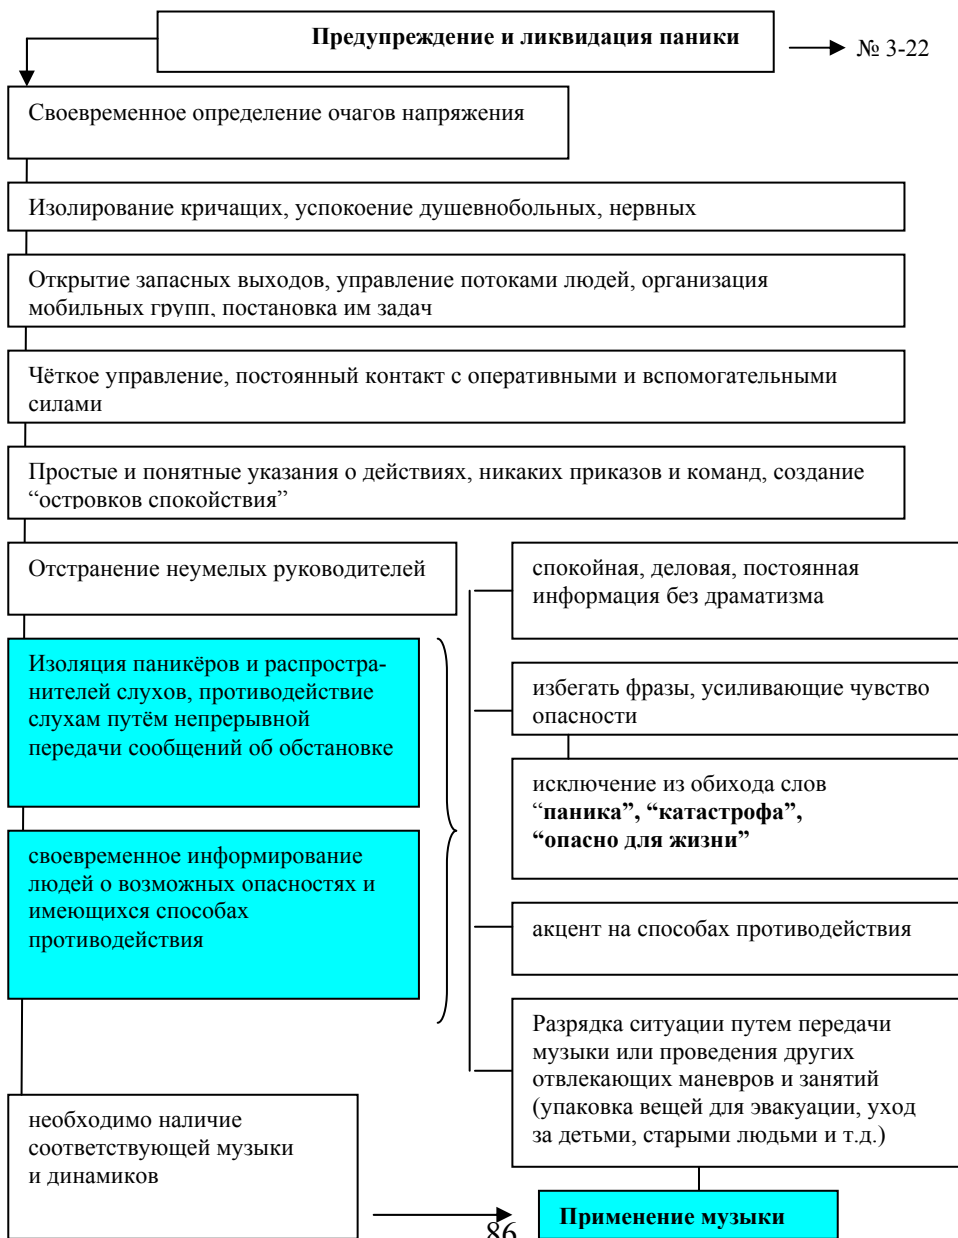 Предупреждение и ликвидация паники
№ 3-22
Своевременное определение очагов напряжения
Изолирование кричащих, успокоение душевнобольных, нервных
Открытие запасных выходов, управление потоками людей, организация
мобильных групп, постановка им задач
Чёткое управление, постоянный контакт с оперативными и вспомогательными
силами
Простые и понятные указания о действиях, никаких приказов и команд, создание
“островков спокойствия”
Отстранение неумелых руководителей
Изоляция паникёров и распростра-
нителей слухов, противодействие
слухам путём непрерывной
передачи сообщений об обстановке
своевременное информирование
людей о возможных опасностях и
имеющихся способах
противодействия
спокойная, деловая, постоянная
информация без драматизма
избегать фразы, усиливающие чувство
опасности
исключение из обихода слов
“паника”, “катастрофа”,
“опасно для жизни”
акцент на способах противодействия
Разрядка ситуации путем передачи
музыки или проведения других
отвлекающих маневров и занятий
(упаковка вещей для эвакуации, уход
за детьми, старыми людьми и т.д.)
необходимо наличие
соответствующей музыки
и динамиков
Применение музыки
86